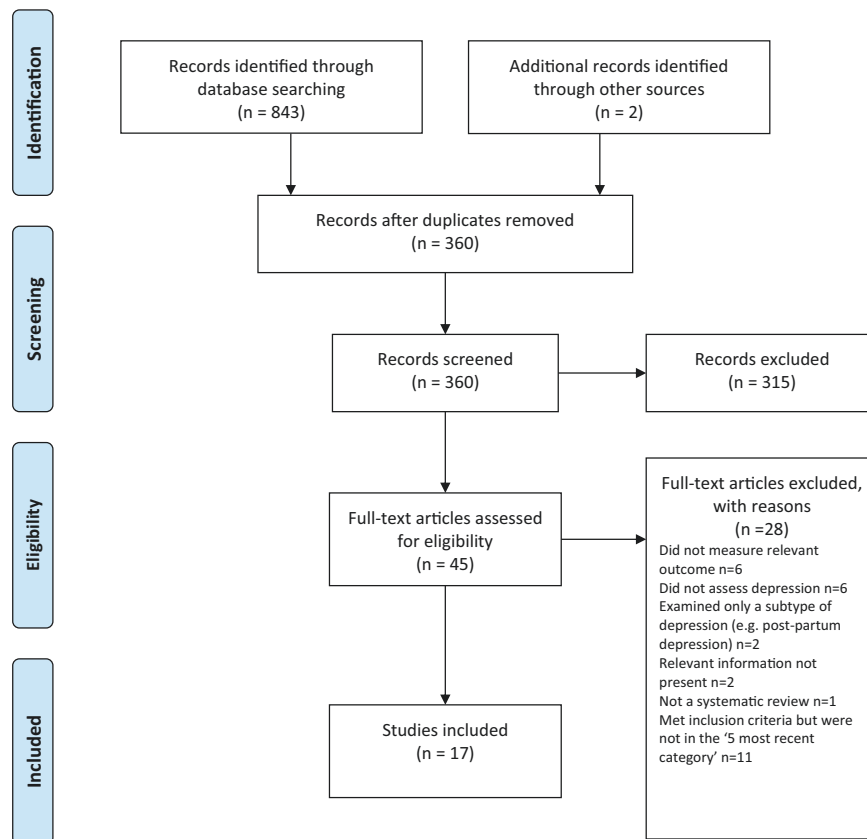 Identification
Records identified through
database searching
(n = 843)
Additional records identified
through other sources
(n = 2)
Records after duplicates removed
(n = 360)
Screening
Records screened
(n = 360)
Records excluded
(n = 315)
Eligibility
Full-text articles assessed
for eligibility
(n = 45)
Full-text articles excluded,
with reasons
(n =28)
Did not measure relevant
outcome n=6
Did not assess depression n=6
Examined only a subtype of
depression (e.g. post-partum
depression) n=2
Relevant information not
present n=2
Not a systematic review n=1
Met inclusion criteria but were
not in the ‘5 most recent
category’ n=11
Included
Studies included
(n = 17)